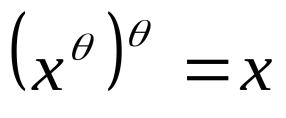 (x^θ)^θ = x